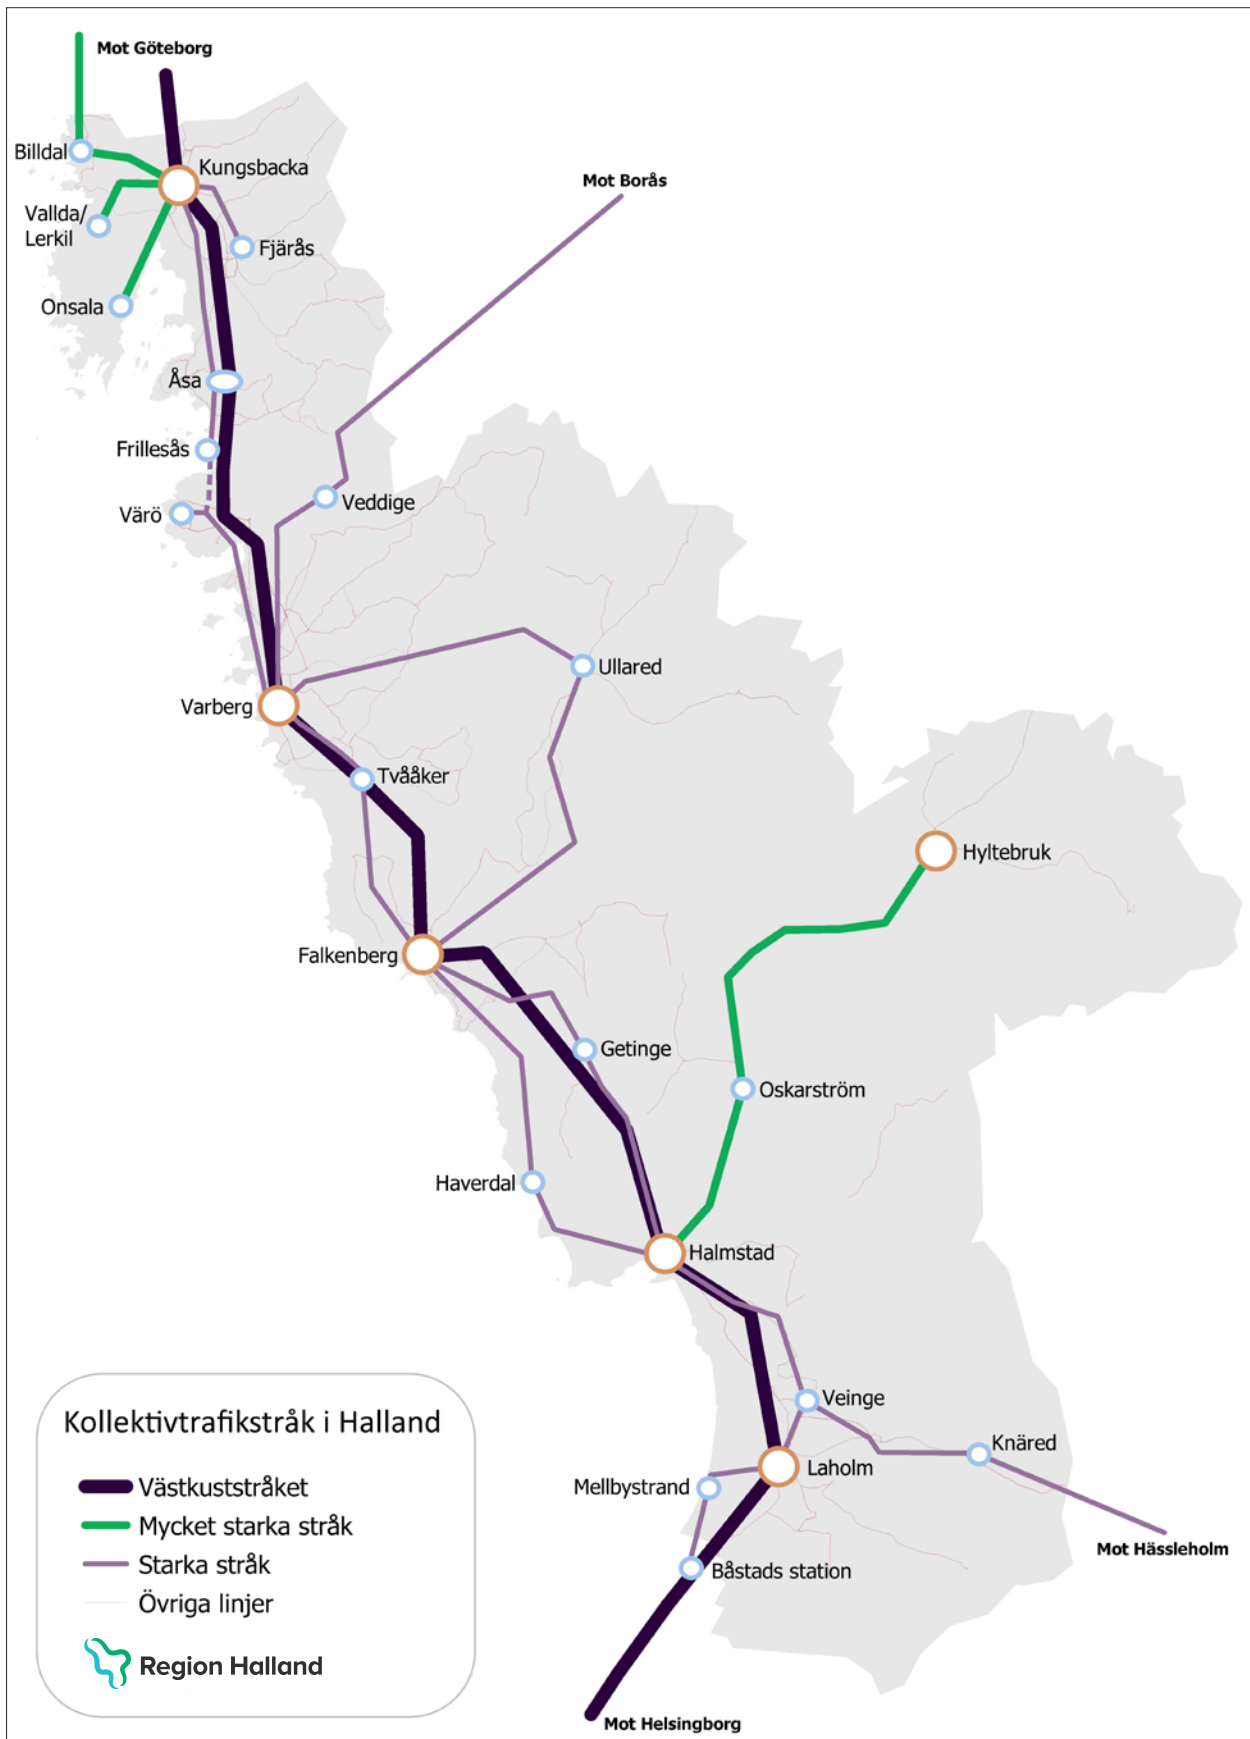 Mot Göteborg
Billdal
Kungsbacka
Mot Borås
Vallda/
Lerkil
Fjärås
Onsala
Åsa
Frillesås
Veddige
Värö
Ullared
Varberg
Tvååker
Hyltebruk
Falkenberg
Getinge
Oskarström
Haverdal
Halmstad
Veinge
Knäred
Laholm
Mellbystrand
Mot Hässleholm
Båstads station
Mot Helsingborg
Kollektivtrafikstråk i Halland
Västkuststråket
Mycket starka stråk
Starka stråk
Övriga linjer
Region Halland